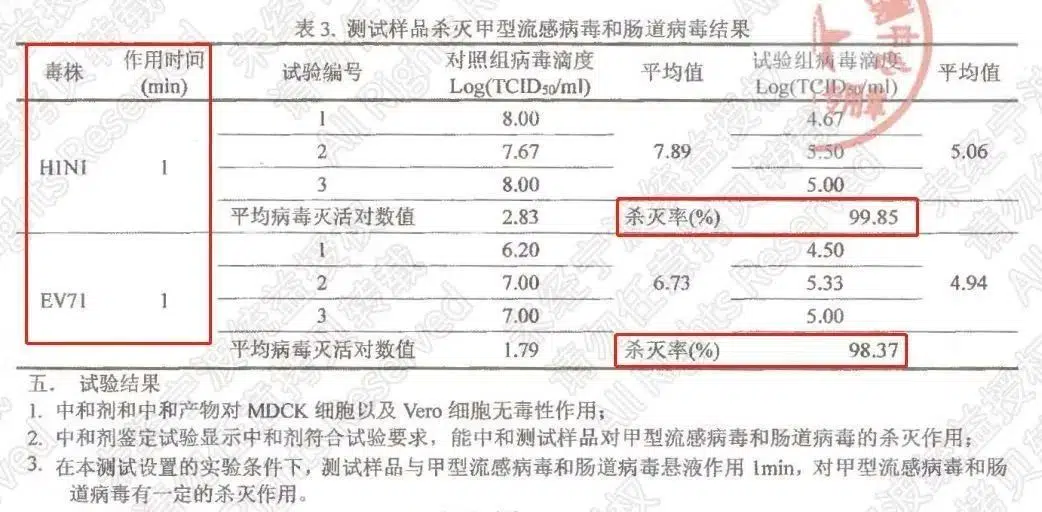 表 3. 测试样品杀灭甲型流感病毒和肠道病毒结果
毒株 作用时间 (min) 试验编号 对照组病毒滴度 Log(TCID50/ml) 平均值 试验组病毒滴度 Log(TCID50/ml) 平均值
1 8.00 4.67
H1N1 1 2 7.67 7.89 5.50 5.06
3 8.00 5.00
平均病毒灭活对数值 2.83 杀灭率(%) 99.85
1 6.20 4.50
EV71 1 2 7.00 6.73 5.33 4.94
3 7.00 5.00
平均病毒灭活对数值 1.79 杀灭率(%) 98.37
五. 试验结果
1. 中和剂和中和产物对 MDCK 细胞以及 Vero 细胞无毒性作用;
2. 中和剂鉴定试验显示中和剂符合试验要求，能中和测试样品对甲型流感病毒和肠道病毒的杀灭作用;
3. 在本测试设置的实验条件下，测试样品与甲型流感病毒和肠道病毒悬液作用 1min，对甲型流感病毒和肠
道病毒有一定的杀灭作用。